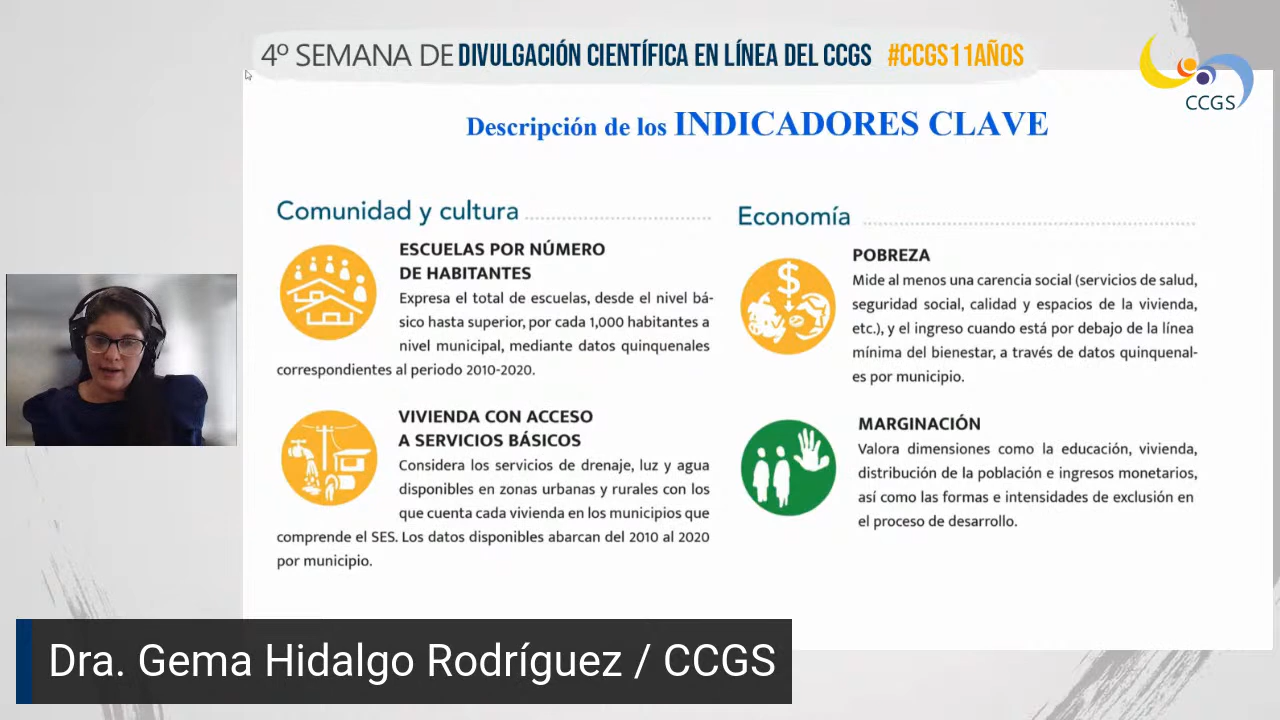 4º SEMANA DE DIVULGACIÓN CIENTÍFICA EN LÍNEA DEL CCGS #CCGS11AÑOS
CCGS
Descripción de los INDICADORES CLAVE
Comunidad y cultura
ESCUELAS POR NÚMERO
DE HABITANTES
Expresa el total de escuelas, desde el nivel bá-
sico hasta superior, por cada 1,000 habitantes a
nivel municipal, mediante datos quinquenales
correspondientes al periodo 2010-2020.
VIVIENDA CON ACCESO
A SERVICIOS BÁSICOS
Considera los servicios de drenaje, luz y agua
disponibles en zonas urbanas y rurales con los
que cuenta cada vivienda en los municipios que
comprende el SES. Los datos disponibles abarcan del 2010 al 2020
por municipio.
Economía
POBREZA
Mide al menos una carencia social (servicios de salud,
seguridad social, calidad y espacios de la vivienda,
etc.), y el ingreso cuando está por debajo de la línea
mínima del bienestar, a través de datos quinquenal-
es por municipio.
MARGINACIÓN
Valora dimensiones como la educación, vivienda,
distribución de la población e ingresos monetarios,
así como las formas e intensidades de exclusión en
el proceso de desarrollo.
Dra. Gema Hidalgo Rodríguez / CCGS